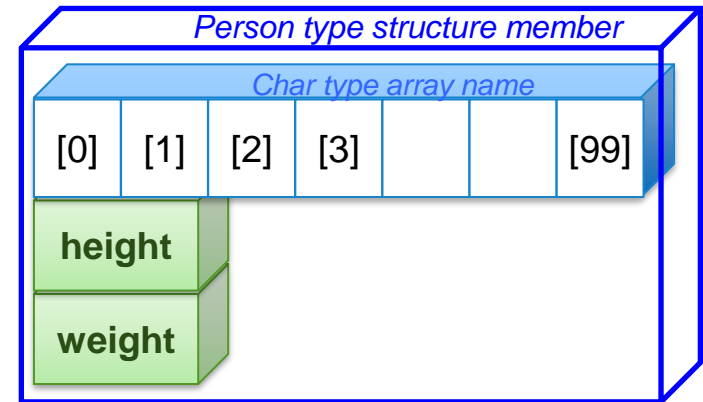 Person type structure member
Char type array name
[0] [1] [2] [3] [99]
height
weight